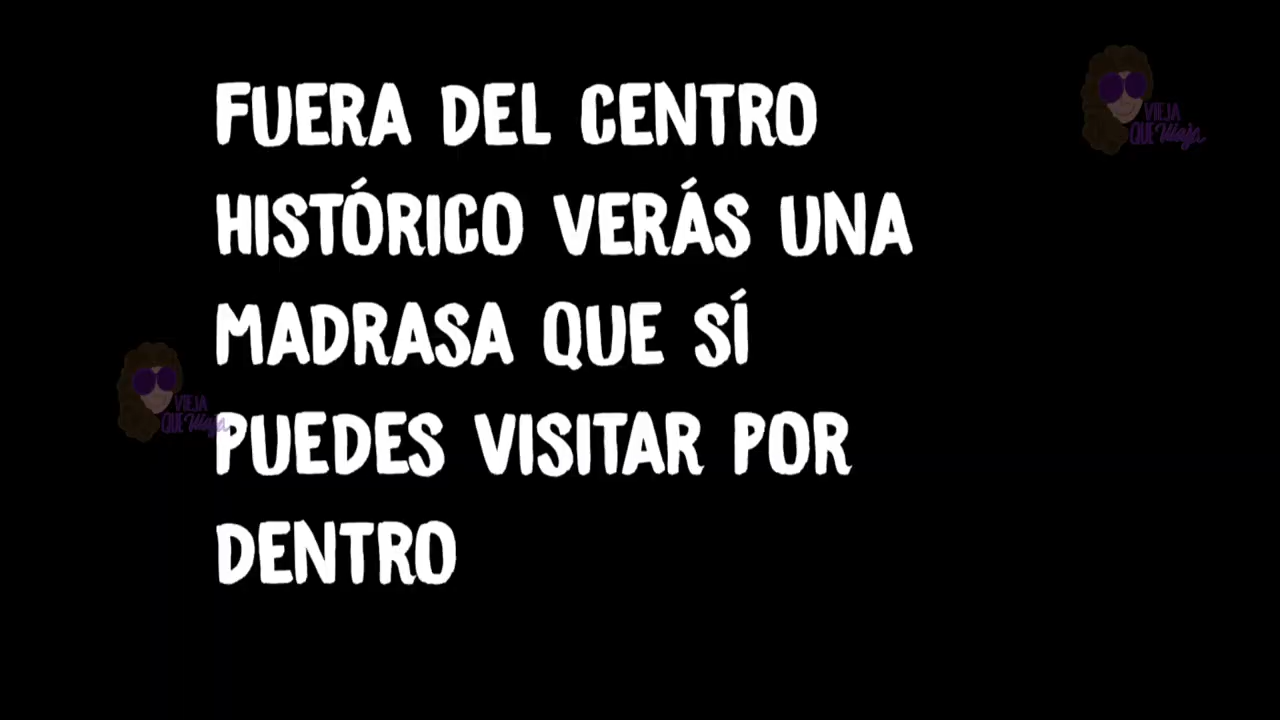 FUERA DEL CENTRO
HISTÓRICO VERÁS UNA
MADRASA QUE SÍ
PUEDES VISITAR POR
DENTRO
VIEJA
QUE Viaja
VIEJA
QUE Viaja